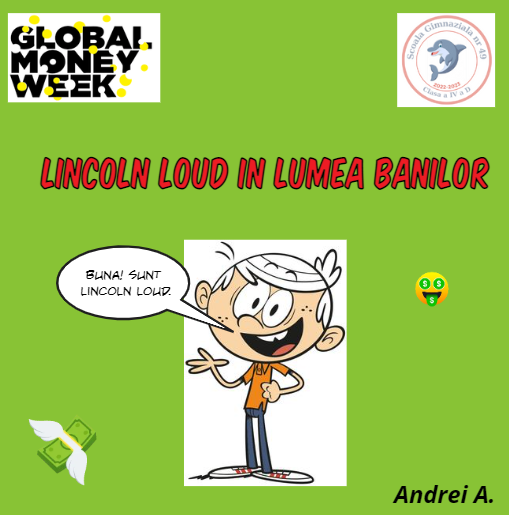 GLOBAL
MONEY
WEEK
Scoala Gimnaziala nr 49
2022-2023
Clasa a IV a D
LINCOLN LOUD IN LUMEA BANILOR
BUNA! SUNT
LINCOLN LOUD.
$ $
$
Andrei A.